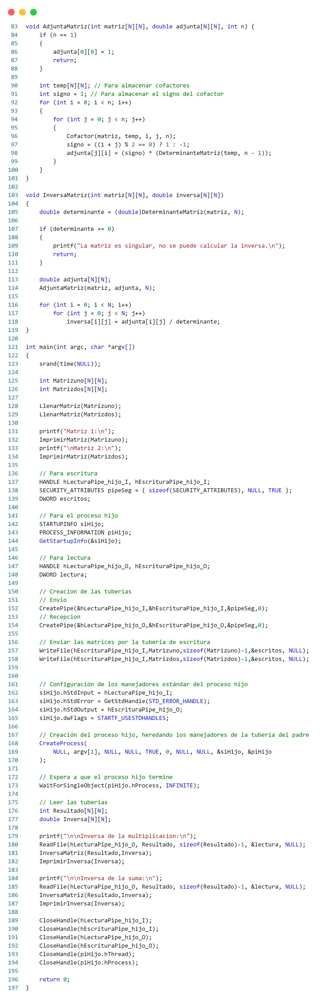 83 void AdjuntaMatriz(int matriz[N][N], double adjunta[N][N], int n) {
84     if (n == 1)
85     {
86         adjunta[0][0] = 1;
87         return;
88     }
89
90     int temp[N][N]; // Para almacenar cofactores
91     int signo = 1; // Para almacenar el signo del cofactor
92     for (int i = 0; i < n; i++)
93     {
94         for (int j = 0; j < n; j++)
95         {
96             Cofactor(matriz, temp, i, j, n);
97             signo = ((i + j) % 2 == 0) ? 1 : -1;
98             adjunta[j][i] = (signo) * (DeterminanteMatriz(temp, n - 1));
99         }
100     }
101 }
102
103 void InversaMatriz(int matriz[N][N], double inversa[N][N])
104 {
105     double determinante = (double)DeterminanteMatriz(matriz, N);
106
107     if (determinante == 0)
108     {
109         printf("La matriz es singular, no se puede calcular la inversa.\n");
110         return;
111     }
112
113     double adjunta[N][N];
114     AdjuntaMatriz(matriz, adjunta, N);
115
116     for (int i = 0; i < N; i++)
117         for (int j = 0; j < N; j++)
118             inversa[i][j] = adjunta[i][j] / determinante;
119 }
120
121 int main(int argc, char *argv[])
122 {
123     srand(time(NULL));
124
125     int Matrizuno[N][N];
126     int Matrizdos[N][N];
127
128     LlenarMatriz(Matrizuno);
129     LlenarMatriz(Matrizdos);
130
131     printf("Matriz 1:\n");
132     ImprimirMatriz(Matrizuno);
133     printf("\nMatriz 2:\n");
134     ImprimirMatriz(Matrizdos);
135
136     // Para escritura
137     HANDLE hLecturaPipe_hijo_I, hEscrituraPipe_hijo_I;
138     SECURITY_ATTRIBUTES pipeSeg = { sizeof(SECURITY_ATTRIBUTES), NULL, TRUE };
139     DWORD escritos;
140
141     // Para el proceso hijo
142     STARTUPINFO siHijo;
143     PROCESS_INFORMATION piHijo;
144     GetStartupInfo(&siHijo);
145
146     // Para lectura
147     HANDLE hLecturaPipe_hijo_O, hEscrituraPipe_hijo_O;
148     DWORD lectura;
149
150     // Creacion de las tuberias
151     // Envio
152     CreatePipe(&hLecturaPipe_hijo_I,&hEscrituraPipe_hijo_I,&pipeSeg,0);
153     // Recepcion
154     CreatePipe(&hLecturaPipe_hijo_O,&hEscrituraPipe_hijo_O,&pipeSeg,0);
155
156     // Enviar las matrices por la tuberia de escritura
157     WriteFile(hEscrituraPipe_hijo_I,Matrizuno,sizeof(Matrizuno)-1,&escritos, NULL);
158     WriteFile(hEscrituraPipe_hijo_I,Matrizdos,sizeof(Matrizdos)-1,&escritos, NULL);
159
160
161     // Configuración de los manejadores estándar del proceso hijo
162     siHijo.hStdInput = hLecturaPipe_hijo_I;
163     siHijo.hStdError = GetStdHandle(STD_ERROR_HANDLE);
164     siHijo.hStdOutput = hEscrituraPipe_hijo_O;
165     siHijo.dwFlags = STARTF_USESTDHANDLES;
166
167     // Creación del proceso hijo, heredando los manejadores de la tubería del padre
168     CreateProcess(
169         NULL, argv[1], NULL, NULL, TRUE, 0, NULL, NULL, &siHijo, &piHijo
170     );
171
172     // Espera a que el proceso hijo termine
173     WaitForSingleObject(piHijo.hProcess, INFINITE);
174
175     // Leer las tuberias
176     int Resultado[N][N];
177     double Inversa[N][N];
178
179     printf("\n\nInversa de la multiplicacion:\n");
180     ReadFile(hLecturaPipe_hijo_O, Resultado, sizeof(Resultado)-1, &lectura, NULL);
181     InversaMatriz(Resultado,Inversa);
182     ImprimirInversa(Inversa);
183
184     printf("\n\nInversa de la suma:\n");
185     ReadFile(hLecturaPipe_hijo_O, Resultado, sizeof(Resultado)-1, &lectura, NULL);
186     InversaMatriz(Resultado,Inversa);
187     ImprimirInversa(Inversa);
188
189     CloseHandle(hLecturaPipe_hijo_I);
190     CloseHandle(hEscrituraPipe_hijo_I);
191     CloseHandle(hLecturaPipe_hijo_O);
192     CloseHandle(hEscrituraPipe_hijo_O);
193     CloseHandle(piHijo.hThread);
194     CloseHandle(piHijo.hProcess);
195
196     return 0;
197 }